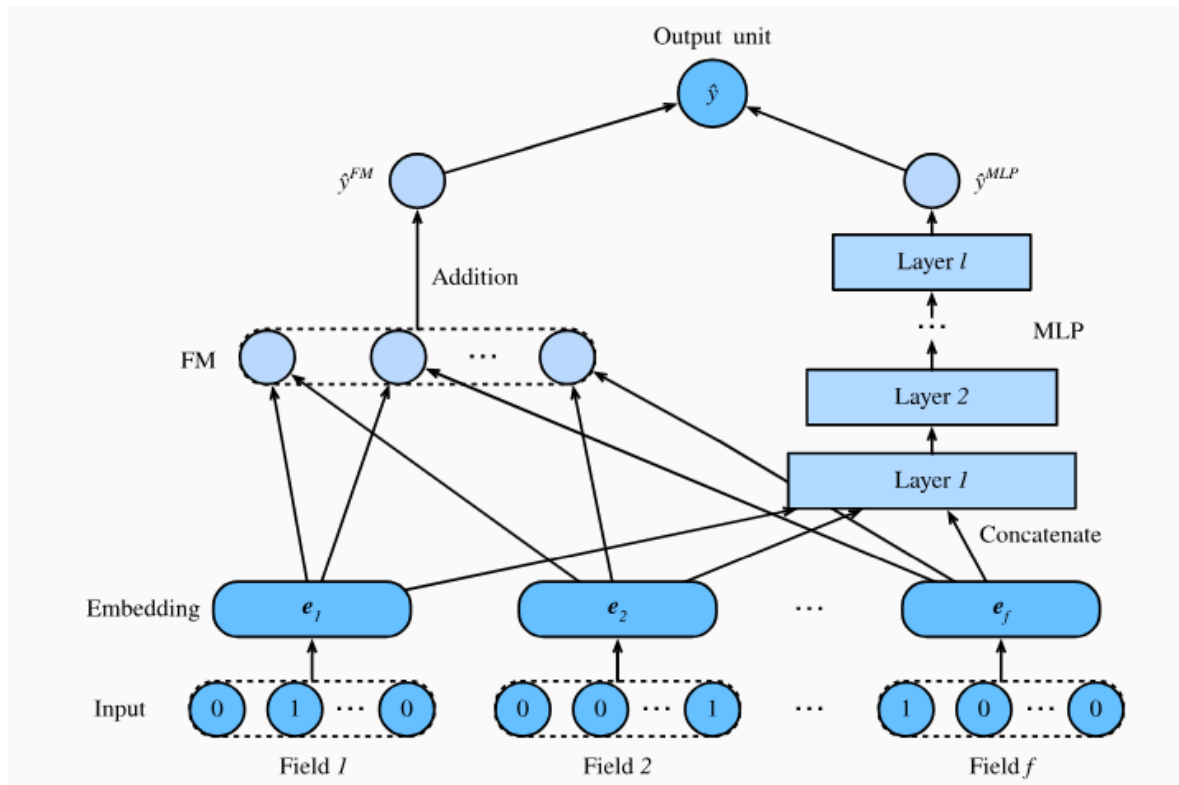 Output unit
ŷ
ŷ^FM
ŷ^MLP
Layer l
Addition
... MLP
FM ...
Layer 2
Layer 1
Concatenate
Embedding e_1 e_2 ... e_f
Input 0 1 ... 0 0 0 ... 1 ... 1 0 ... 0
Field 1 Field 2 Field f